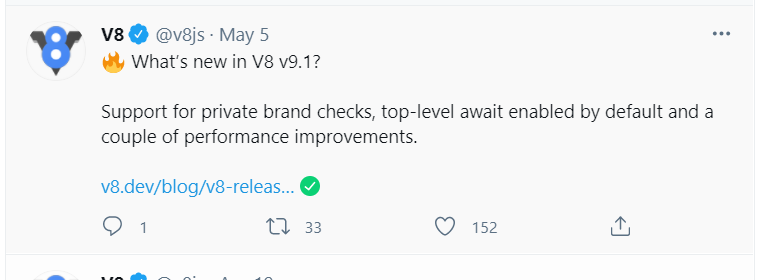 V8 @v8js · May 5
🔥 What's new in V8 v9.1?
Support for private brand checks, top-level await enabled by default and a
couple of performance improvements.
v8.dev/blog/v8-releas...
1 33 152
V8